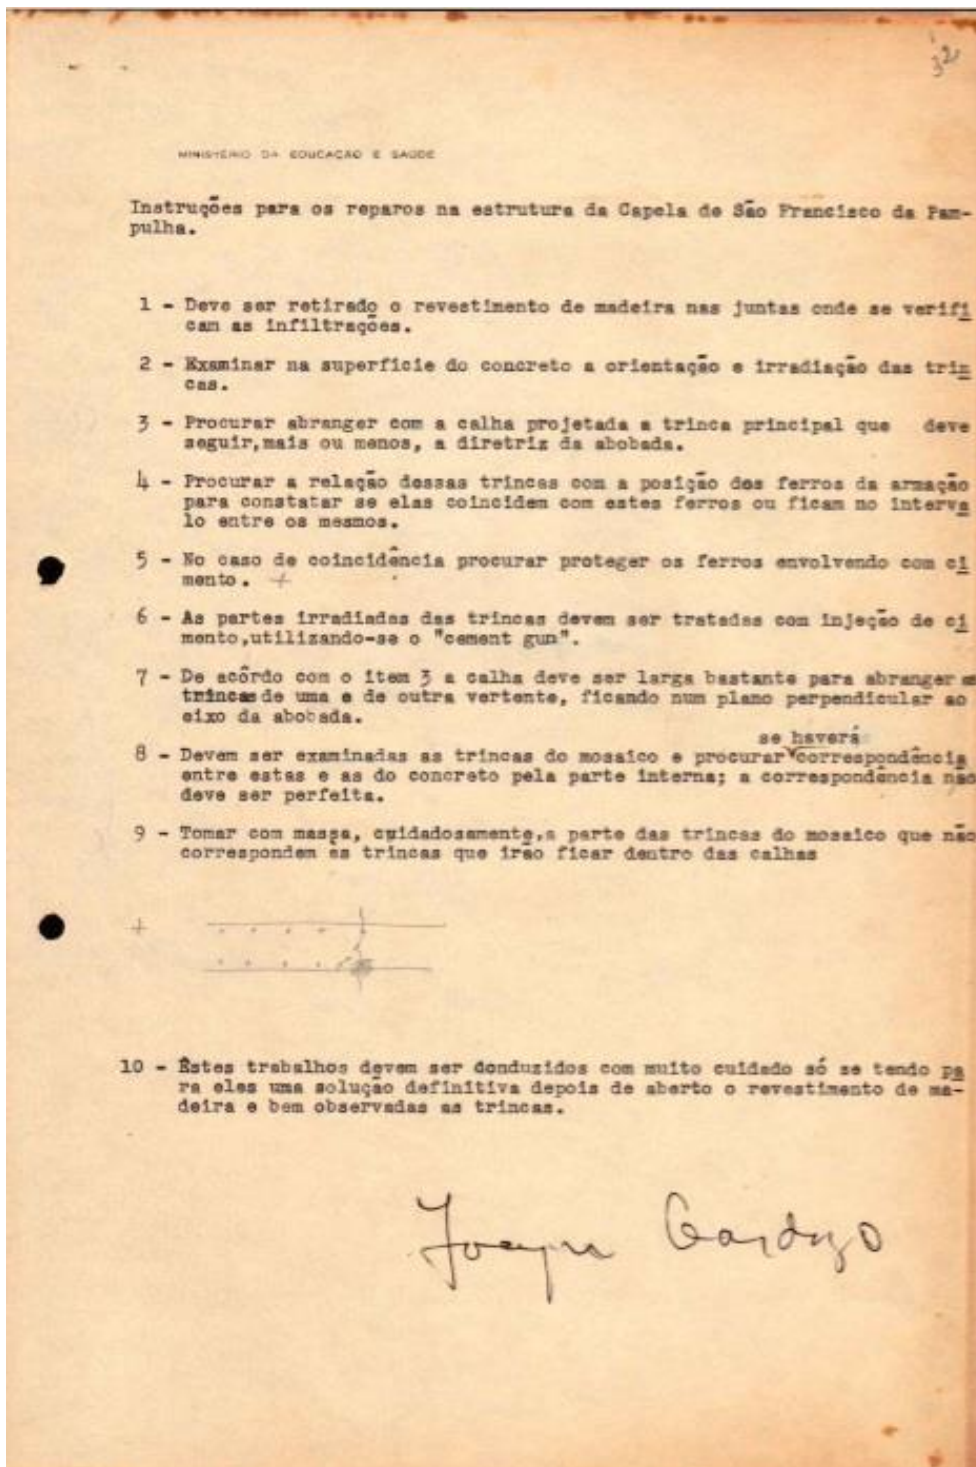 32
MINISTÉRIO DA EDUCAÇÃO E SAÚDE
Instruções para os reparos na estrutura da Capela de São Francisco da Pam-
pulha.
1 - Deve ser retirado o revestimento de madeira nas juntas onde se verifi
cam as infiltrações.
2 - Examinar na superfície do concreto a orientação e irradiação das trin
cas.
3 - Procurar abranger com a calha projetada a trinca principal que deve
seguir,mais ou menos, a diretriz da abobada.
4 - Procurar a relação dessas trincas com a posição dos ferros da armação
para constatar se elas coincidem com estes ferros ou ficam no interva
lo entre os mesmos.
5 - No caso de coincidência procurar proteger os ferros envolvendo com ci
mento. +
6 - As partes irradiadas das trincas devem ser tratadas com injeção de ci
mento,utilizando-se o "cement gun".
7 - De acôrdo com o item 3 a calha deve ser larga bastante para abranger as
trincas de uma e de outra vertente, ficando num plano perpendicular ao
eixo da abobada.
se haverá
8 - Devem ser examinadas as trincas do mosaico e procurar correspondência
entre estas e as do concreto pela parte interna; a correspondência não
deve ser perfeita.
9 - Tomar com massa, cuidadosamente,a parte das trincas do mosaico que não
correspondem às trincas que irão ficar dentro das calhas
+
10 - Êstes trabalhos devem ser donduzidos com muito cuidado só se tendo pa
ra eles uma solução definitiva depois de aberto o revestimento de ma-
deira e bem observadas as trincas.
Joaquim Cardozo